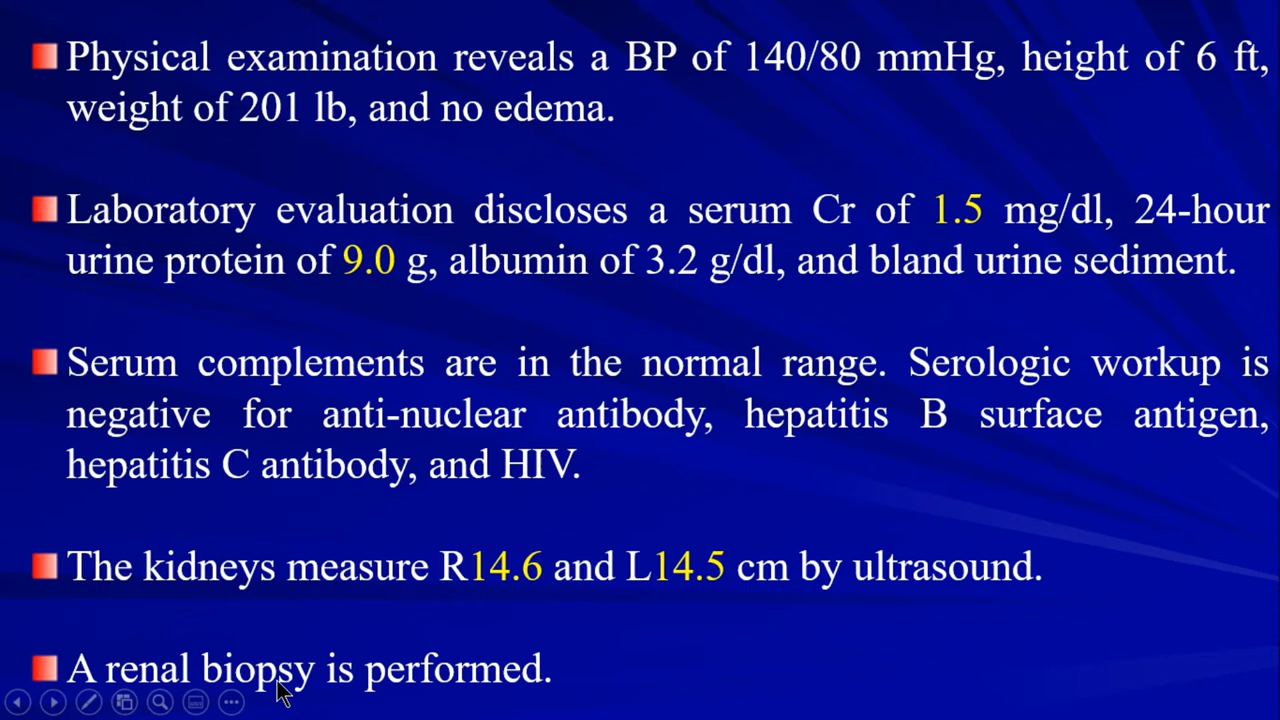 Physical examination reveals a BP of 140/80 mmHg, height of 6 ft,
weight of 201 lb, and no edema.
Laboratory evaluation discloses a serum Cr of 1.5 mg/dl, 24-hour
urine protein of 9.0 g, albumin of 3.2 g/dl, and bland urine sediment.
Serum complements are in the normal range. Serologic workup is
negative for anti-nuclear antibody, hepatitis B surface antigen,
hepatitis C antibody, and HIV.
The kidneys measure R14.6 and L14.5 cm by ultrasound.
A renal biopsy is performed.